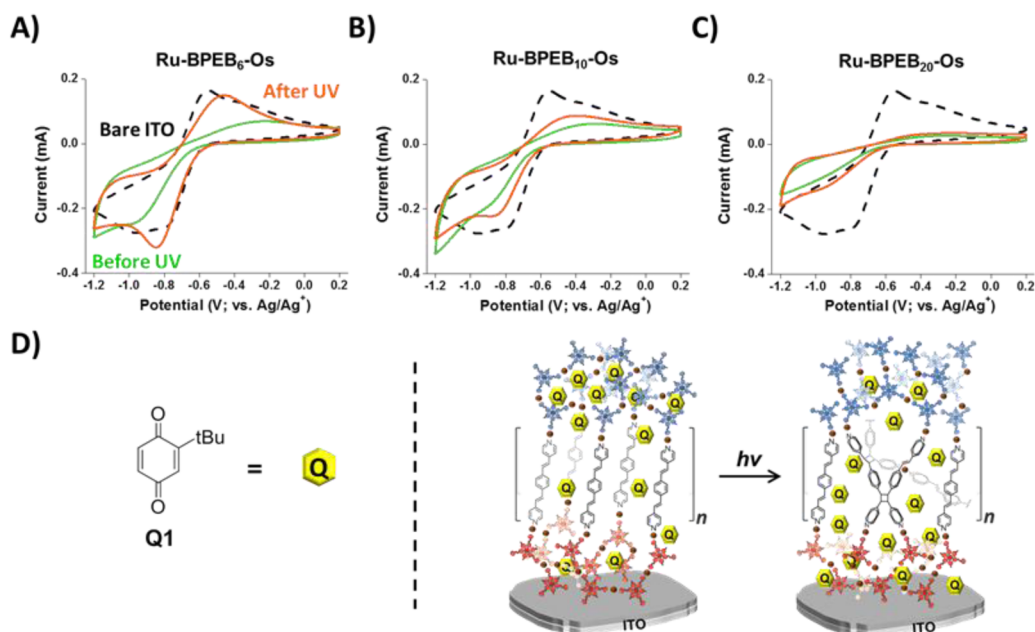 A)
Ru-BPEB₆-Os
0.2
0.0
-0.2
-0.4
Current (mA)
Bare ITO
After UV
Before UV
-1.2 -1.0 -0.8 -0.6 -0.4 -0.2 0.0 0.2
Potential (V; vs. Ag/Ag⁺)
B)
Ru-BPEB₁₀-Os
0.2
0.0
-0.2
-0.4
Current (mA)
-1.2 -1.0 -0.8 -0.6 -0.4 -0.2 0.0 0.2
Potential (V; vs. Ag/Ag⁺)
C)
Ru-BPEB₂₀-Os
0.2
0.0
-0.2
-0.4
Current (mA)
-1.2 -1.0 -0.8 -0.6 -0.4 -0.2 0.0 0.2
Potential (V; vs. Ag/Ag⁺)
D)
O
tBu
O
Q1
=
Q
n
ITO
hv
n
ITO